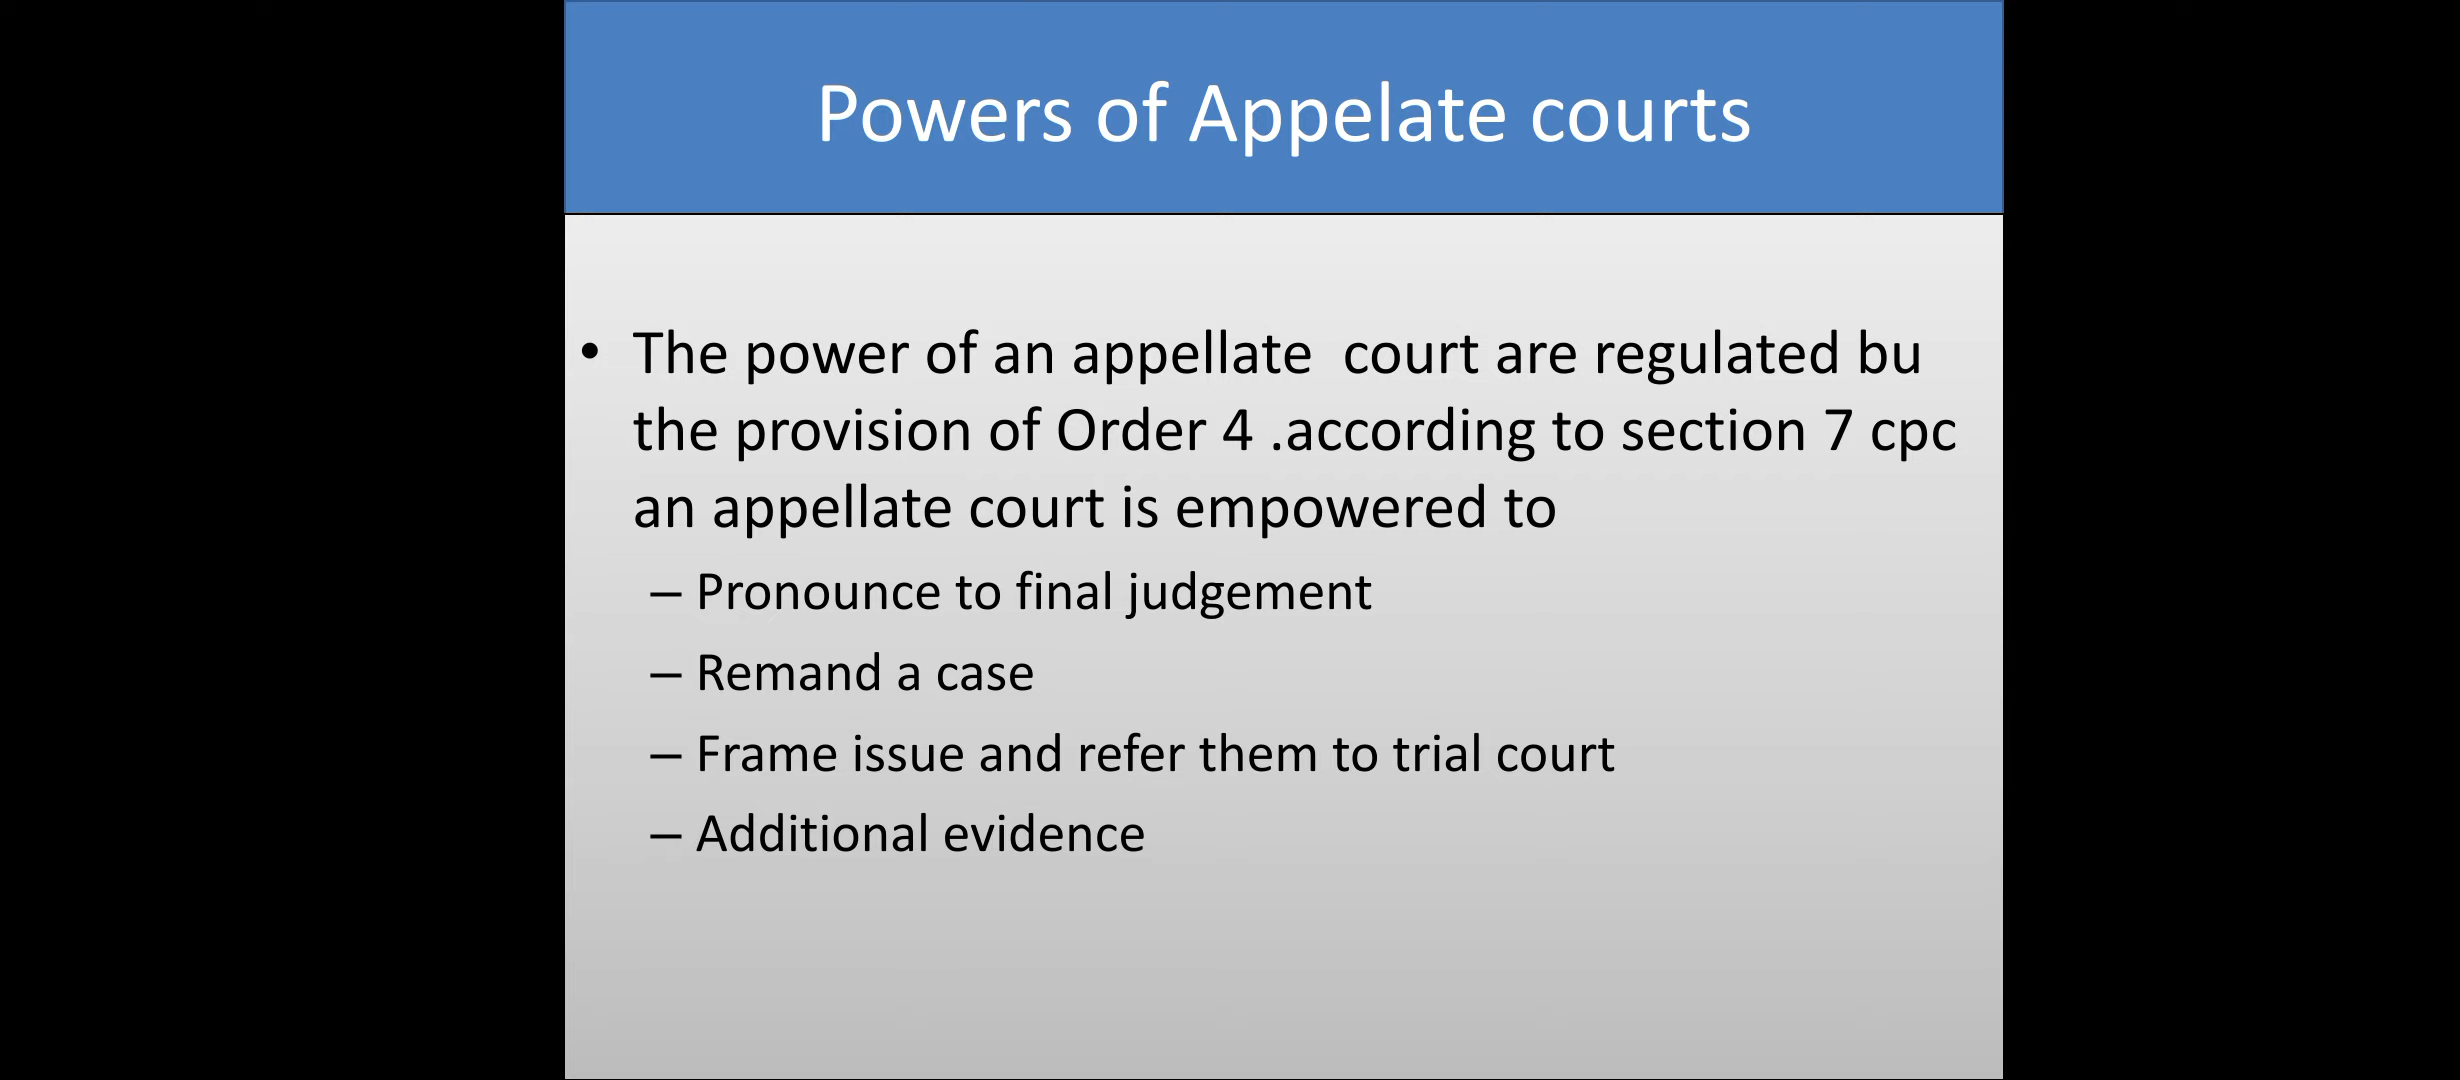 Powers of Appelate courts
• The power of an appellate court are regulated bu
the provision of Order 4 .according to section 7 cpc
an appellate court is empowered to
– Pronounce to final judgement
– Remand a case
– Frame issue and refer them to trial court
– Additional evidence